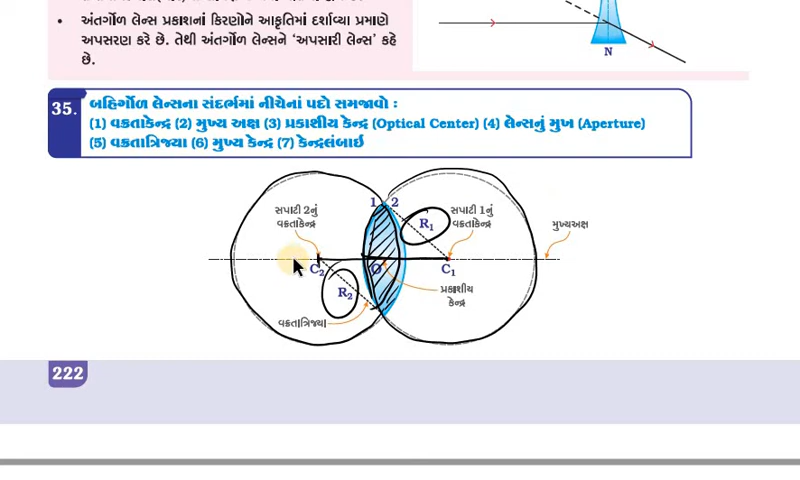 અંતર્ગોળ લેન્સ પ્રકાશનાં કિરણોને આકૃતિમાં દર્શાવ્યા પ્રમાણે
અપસરણ કરે છે. તેથી અંતર્ગોળ લેન્સને ‘અપસારી લેન્સ’ કહે
છે.
N
35. બહિર્ગોળ લેન્સના સંદર્ભમાં નીચેનાં પદો સમજાવો :
(1) વક્રતાકેન્દ્ર (2) મુખ્ય અક્ષ (3) પ્રકાશીય કેન્દ્ર (Optical Center) (4) લેન્સનું મુખ (Aperture)
(5) વક્રતાત્રિજ્યા (6) મુખ્ય કેન્દ્ર (7) કેન્દ્રલંબાઈ
સપાટી 2નું
વક્રતાકેન્દ્ર
1 2
R₁
સપાટી 1નું
વક્રતાકેન્દ્ર
મુખ્યઅક્ષ
C₂
O
C₁
R₂
પ્રકાશીય
કેન્દ્ર
વક્રતાત્રિજ્યા
222